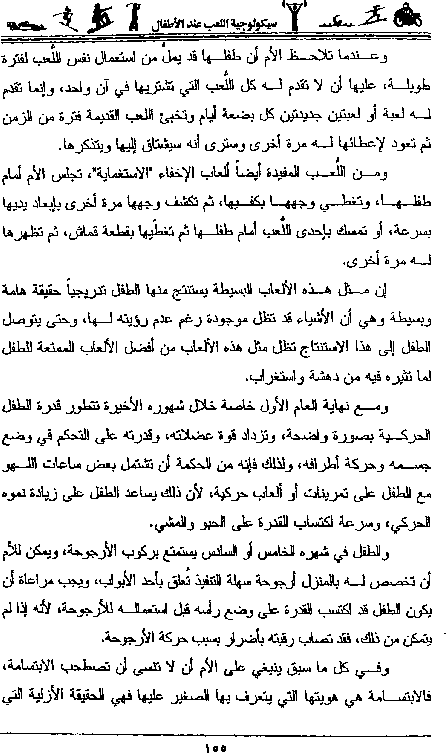 سيكولوجية اللعب عند الأطفال
وعندما تلاحظ الأم أن طفلها قد يمل من استعمال نفس اللُعب لفترة
طويلة، عليها أن لا تقدم له كل اللُعب التي تشتريها في آن واحد، وإنما تقدم
له لعبة أو لعبتين جديدتين كل بضعة أيام وتخبئ اللعب القديمة فترة من الزمن
ثم تعود لإعطائها له مرة أخرى وسترى أنه سيشتاق إليها ويتذكرها.
ومن اللُعب المفيدة أيضاً ألعاب الإخفاء "الاستغماية"، تجلس الأم أمام
طفلها، وتغطي وجهها بكفيها، ثم تكشف وجهها مرة أخرى بإبعاد يديها
بسرعة، أو تمسك بإحدى اللُعب أمام طفلها ثم تغطّيها بقطعة قماش، ثم تظهرها
له مرة أخرى.
إن مثل هذه الألعاب البسيطة يستنتج منها الطفل تدريجياً حقيقة هامة
وبسيطة وهي أن الأشياء قد تظل موجودة رغم عدم رؤيته لها، وحتى يتوصل
الطفل إلى هذا الاستنتاج تظل مثل هذه الألعاب من أفضل الألعاب الممتعة للطفل
لما تثيره فيه من دهشة واستغراب.
ومع نهاية العام الأول خاصة خلال شهوره الأخيرة تتطور قدرة الطفل
الحركية بصورة واضحة، وتزداد قوة عضلاته، وقدرته على التحكم في وضع
جسمه وحركة أطرافه، ولذلك فإنه من الحكمة أن تشتمل بعض ساعات اللهو
مع الطفل على تمرينات أو ألعاب حركية، لأن ذلك يساعد الطفل على زيادة نموه
الحركي، وسرعة اكتساب القدرة على الحبو والمشي.
والطفل في شهره الخامس أو السادس يستمتع بركوب الأرجوحة، ويمكن للأم
أن تخصص له بالمنزل أرجوحة سهلة التنفيذ تُعلق بأحد الأبواب، ويجب مراعاة أن
يكون الطفل قد اكتسب القدرة على وضع رأسه قبل استعماله للأرجوحة، لأنه إذا لم
يتمكن من ذلك، فقد تصاب رقبته بأضرار بسبب حركة الأرجوحة.
وفي كل ما سبق ينبغي على الأم أن لا تنسى أن تصطحب الابتسامة،
فالابتسامة هي هويتها التي يتعرف بها الصغير عليها فهي الحقيقة الأزلية التي
١٥٥